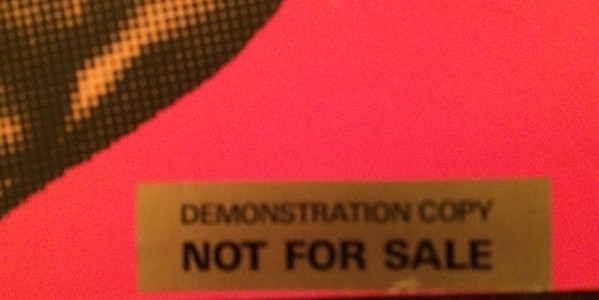 DEMONSTRATION COPY
NOT FOR SALE